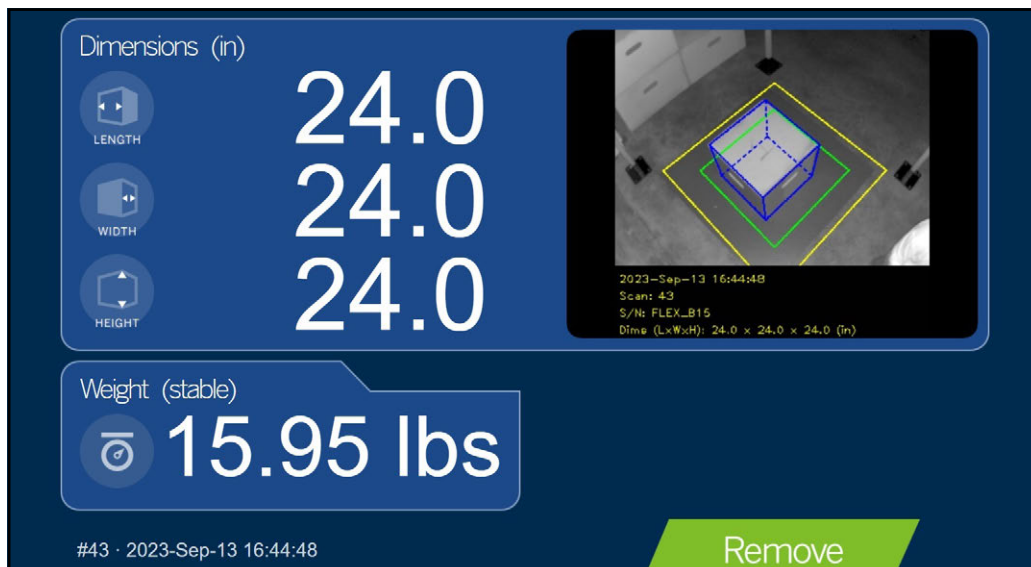 Dimensions (in)
LENGTH
24.0
WIDTH
24.0
HEIGHT
24.0
2023-Sep-13 16:44:48
Scan: 43
S/N: FLEX_B15
Dims (LxWxH): 24.0 x 24.0 x 24.0 (in)
Weight (stable)
15.95 lbs
#43 · 2023-Sep-13 16:44:48
Remove